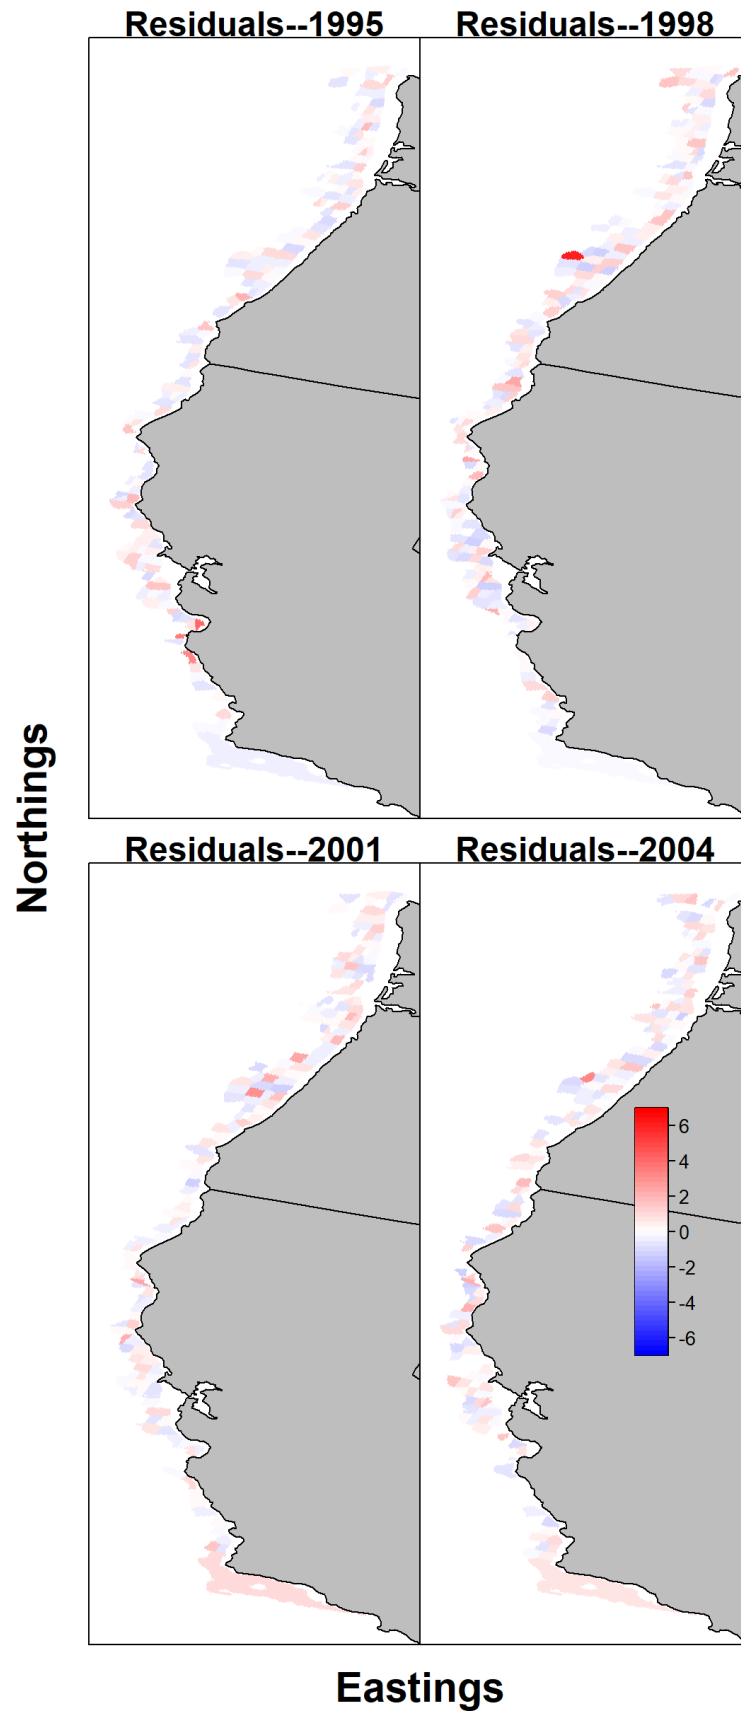 Residuals--1995
Residuals--1998
Northings
Residuals--2001
Residuals--2004
6
4
2
0
-2
-4
-6
Eastings